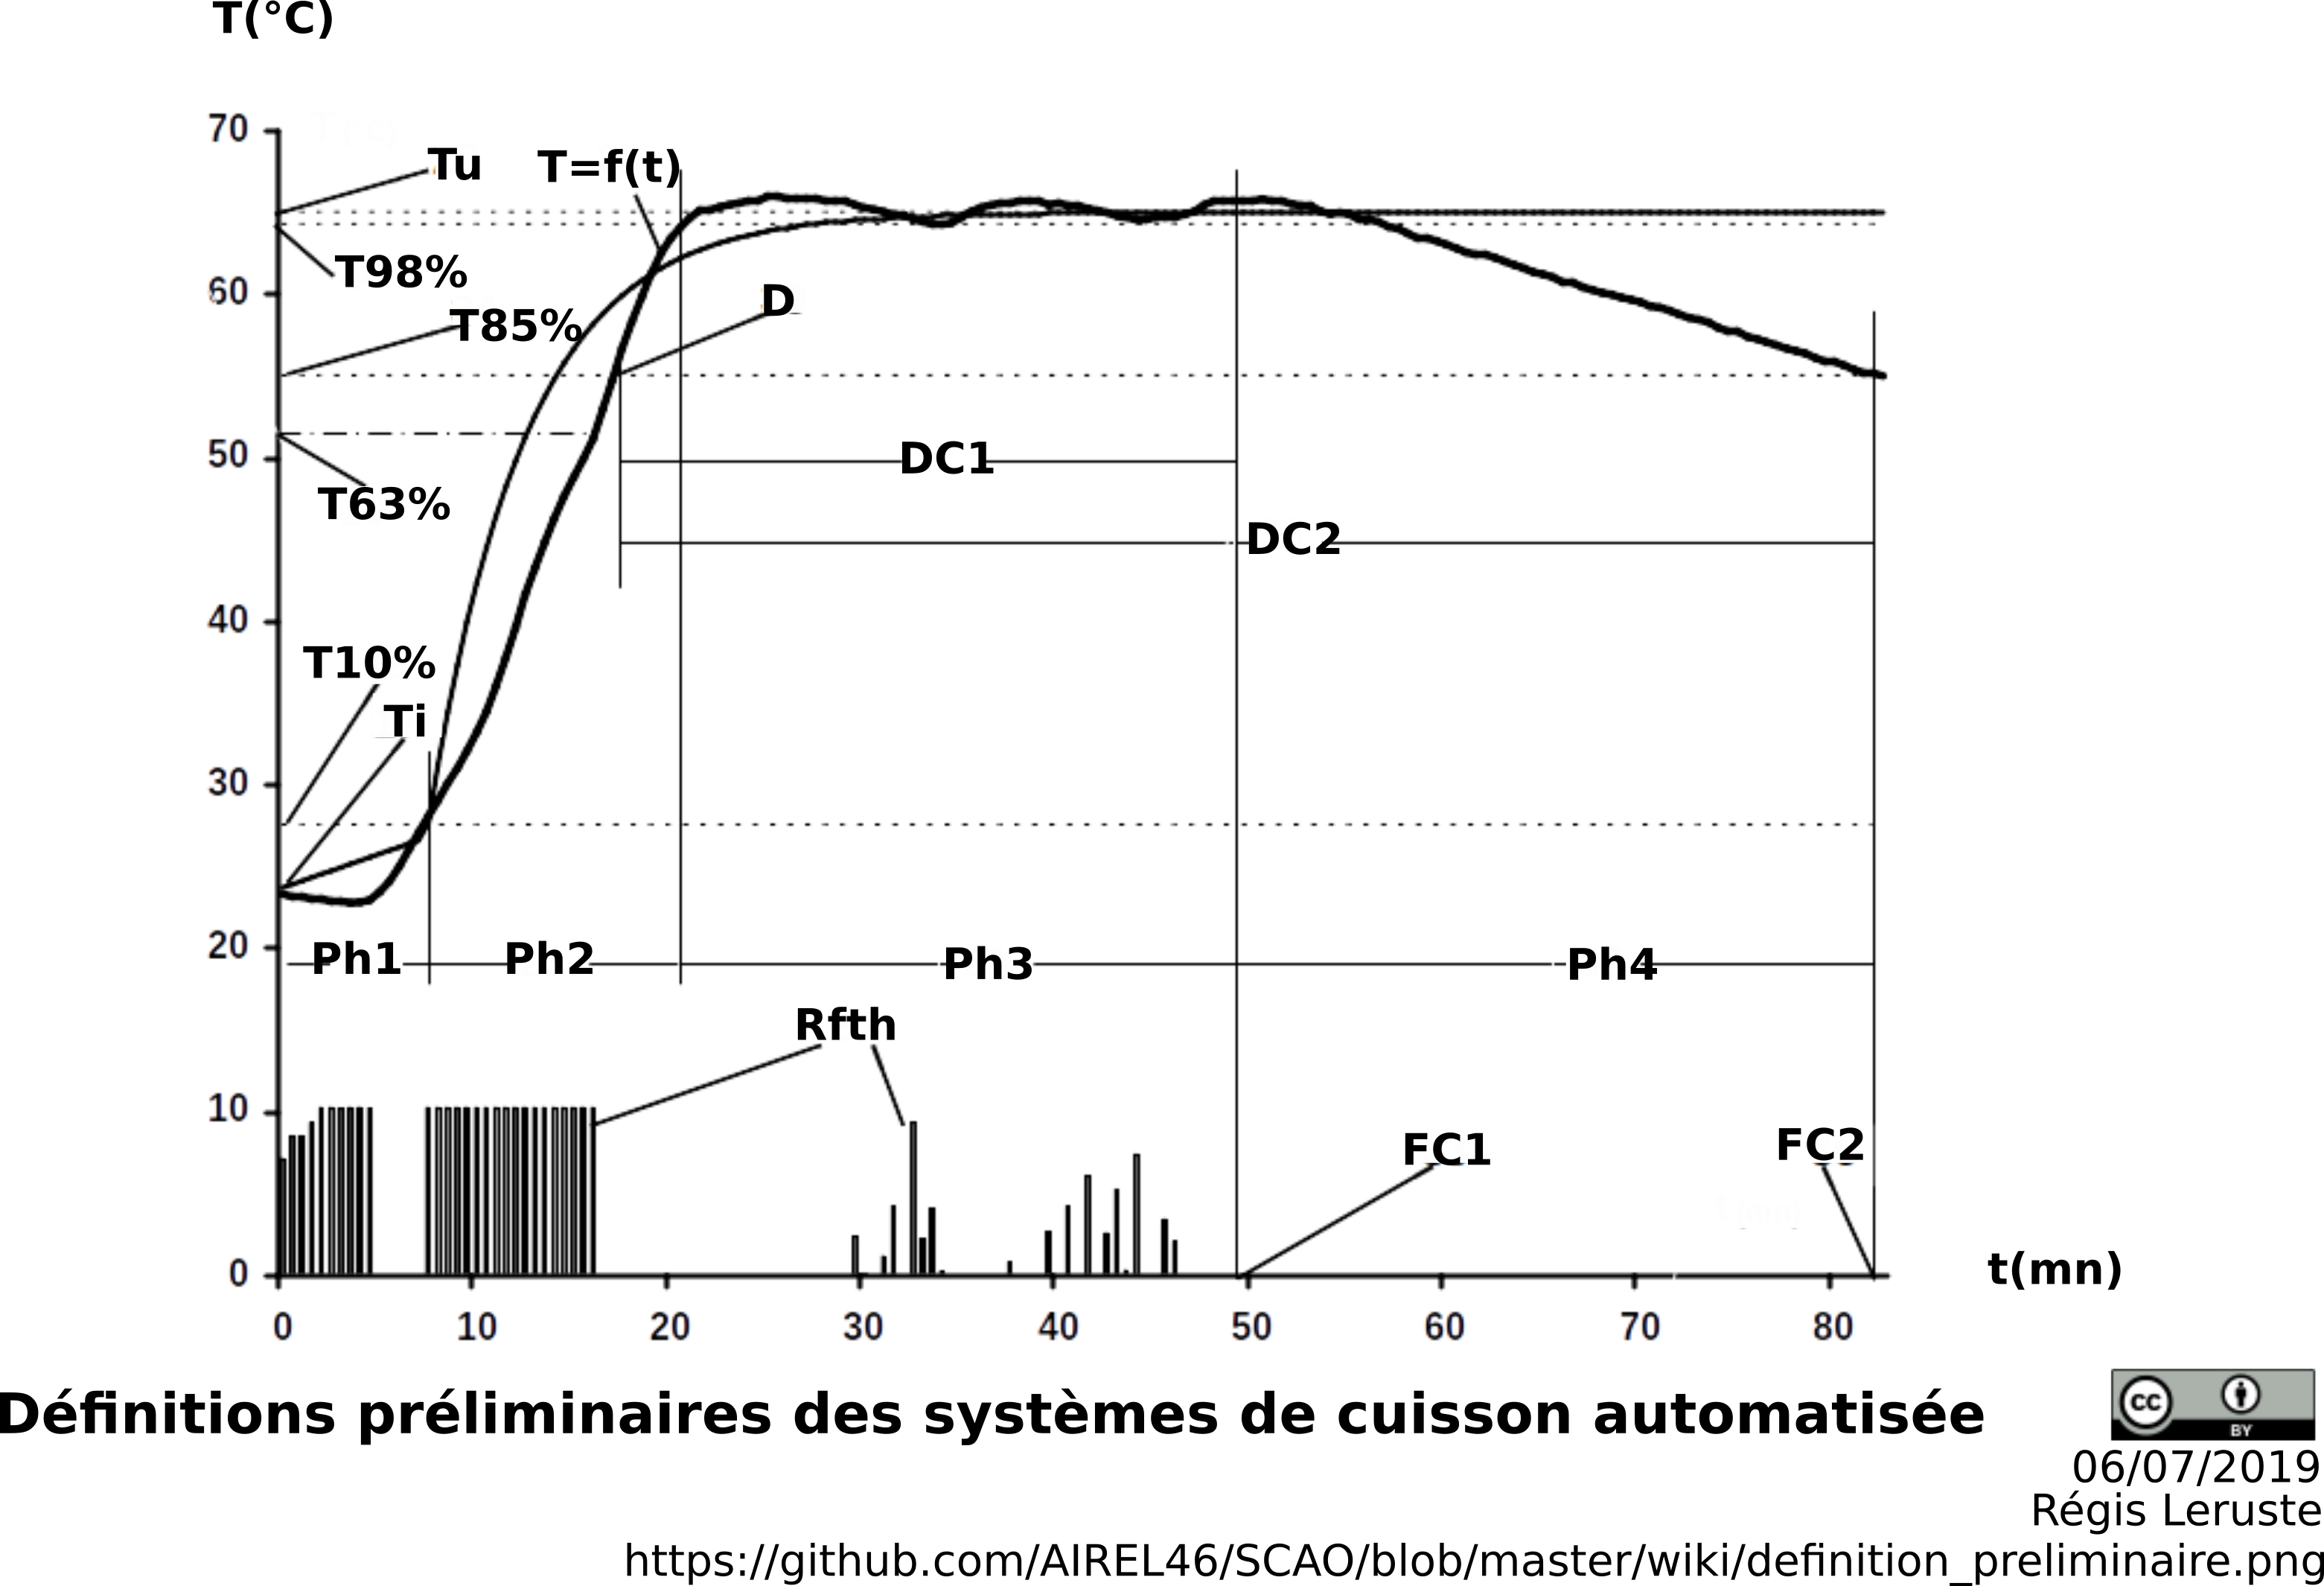 T(°C)
70
Tu
T=f(t)
T98%
60
D
T85%
50
DC1
T63%
DC2
40
T10%
Ti
30
20
Ph1
Ph2
Ph3
Ph4
Rfth
10
FC1
FC2
0
t(mn)
0 10 20 30 40 50 60 70 80
Définitions préliminaires des systèmes de cuisson automatisée
cc
BY
06/07/2019
Régis Leruste
https://github.com/AIREL46/SCAO/blob/master/wiki/definition_preliminaire.png